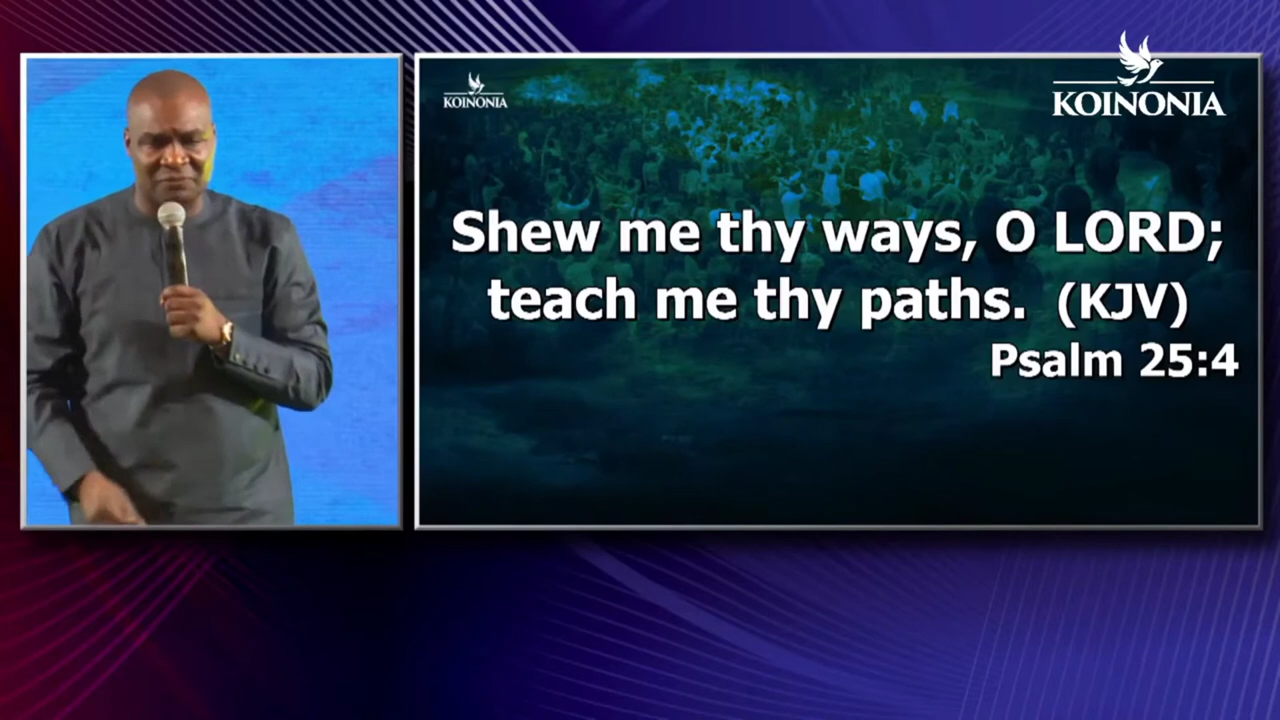 KOINONIA
KOINONIA
Shew me thy ways, O LORD;
teach me thy paths. (KJV)
Psalm 25:4